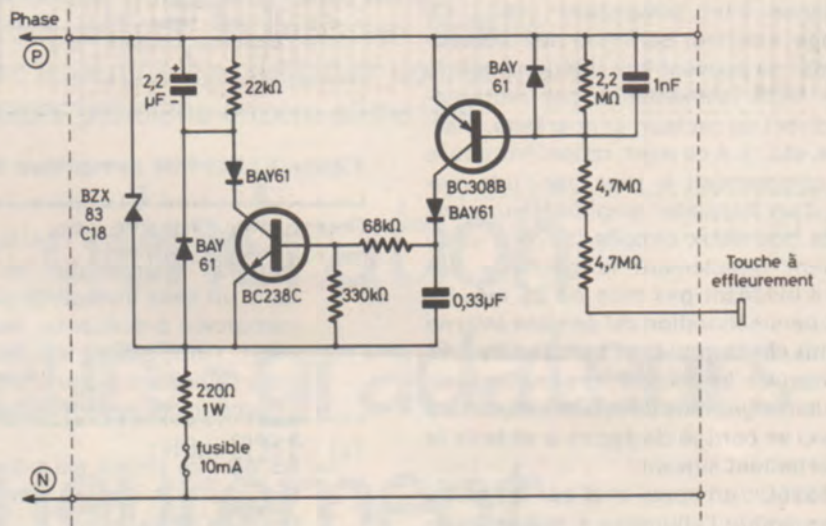 Phase
P
2,2
µF
+
−
22kΩ
BAY61
BZX
83
C18
BAY
61
BC238C
68kΩ
330kΩ
BC308B
BAY61
0,33µF
BAY
61
2,2
MΩ
1nF
4,7MΩ
4,7MΩ
Touche à
effleurement
220Ω
1W
fusible
10mA
N